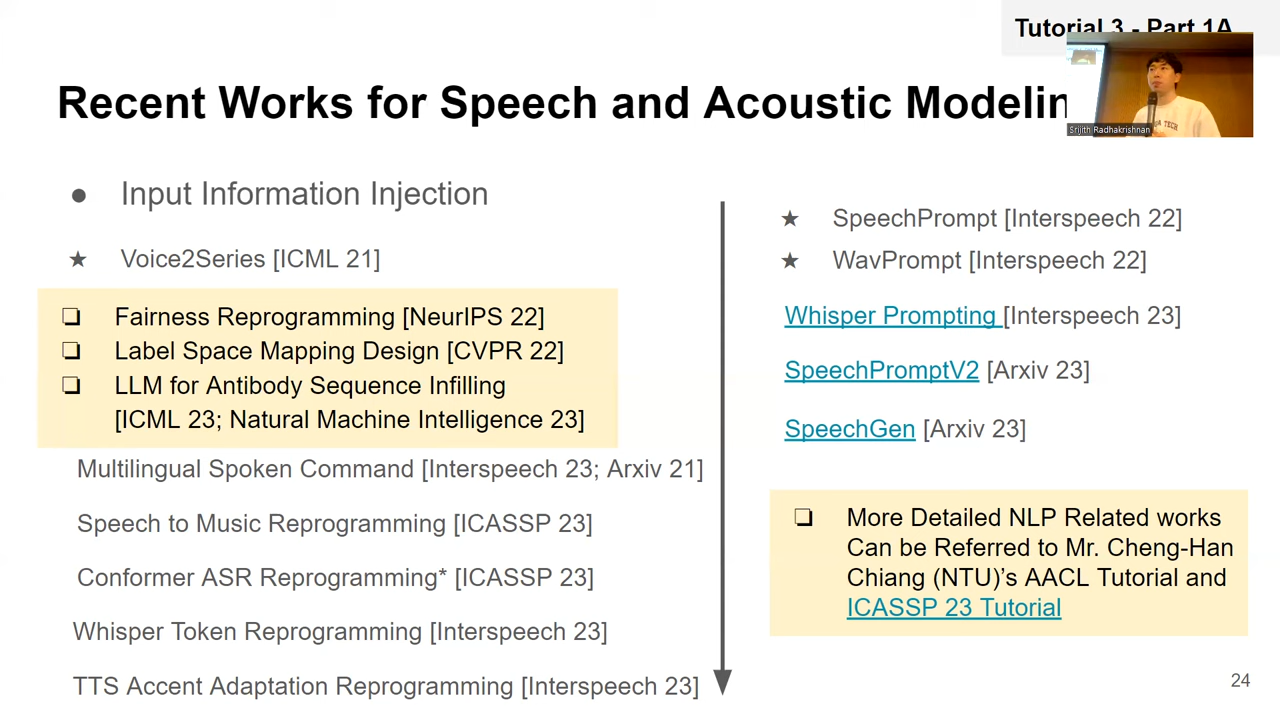 Tutorial 3 - Part 1A
Srijith Radhakrishnan
Recent Works for Speech and Acoustic Modelin
● Input Information Injection
★ Voice2Series [ICML 21]
❏ Fairness Reprogramming [NeurIPS 22]
❏ Label Space Mapping Design [CVPR 22]
❏ LLM for Antibody Sequence Infilling
[ICML 23; Natural Machine Intelligence 23]
Multilingual Spoken Command [Interspeech 23; Arxiv 21]
Speech to Music Reprogramming [ICASSP 23]
Conformer ASR Reprogramming* [ICASSP 23]
Whisper Token Reprogramming [Interspeech 23]
TTS Accent Adaptation Reprogramming [Interspeech 23]
★ SpeechPrompt [Interspeech 22]
★ WavPrompt [Interspeech 22]
Whisper Prompting [Interspeech 23]
SpeechPromptV2 [Arxiv 23]
SpeechGen [Arxiv 23]
❏ More Detailed NLP Related works
Can be Referred to Mr. Cheng-Han
Chiang (NTU)’s AACL Tutorial and
ICASSP 23 Tutorial
24